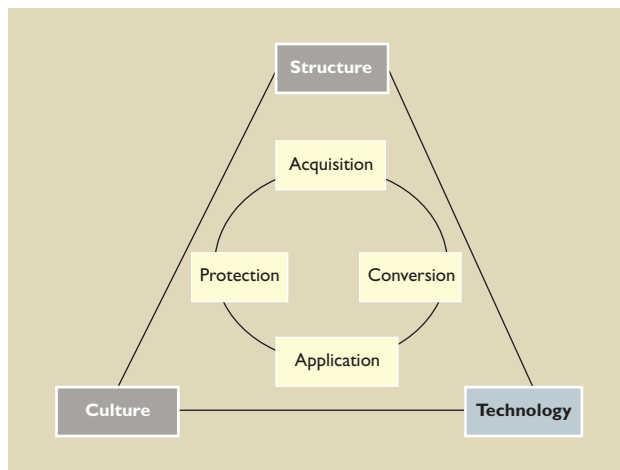 Structure
Acquisition
Protection
Conversion
Application
Culture
Technology